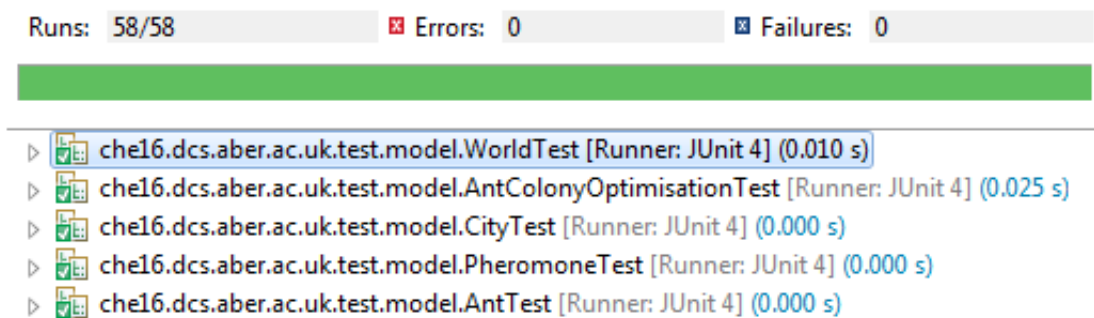 Runs: 58/58 Errors: 0 Failures: 0
che16.dcs.aber.ac.uk.test.model.WorldTest [Runner: JUnit 4] (0.010 s)
che16.dcs.aber.ac.uk.test.model.AntColonyOptimisationTest [Runner: JUnit 4] (0.025 s)
che16.dcs.aber.ac.uk.test.model.CityTest [Runner: JUnit 4] (0.000 s)
che16.dcs.aber.ac.uk.test.model.PheromoneTest [Runner: JUnit 4] (0.000 s)
che16.dcs.aber.ac.uk.test.model.AntTest [Runner: JUnit 4] (0.000 s)